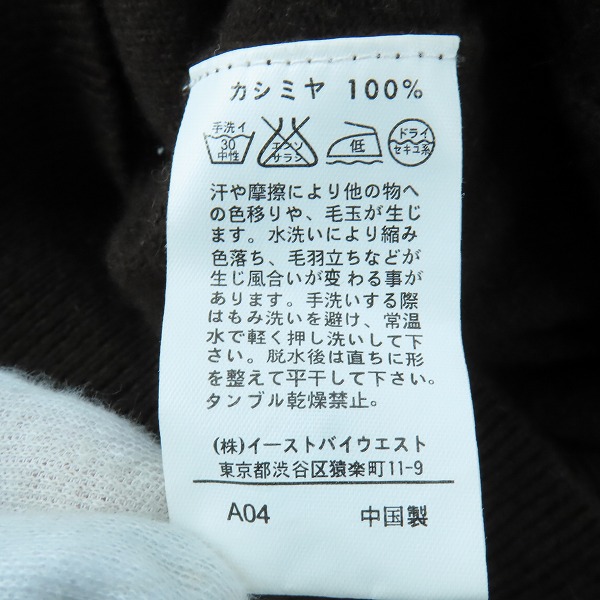 カシミヤ 100%
手洗イ
30
中性
エンソ
サラシ
低
ドライ
セキユ系
汗や摩擦により他の物へ
の色移りや、毛玉が生じ
ます。水洗いにより縮み
色落ち、毛羽立ちなどが
生じ風合いが変わる事が
あります。手洗いする際
はもみ洗いを避け、常温
水で軽く押し洗いして下
さい。脱水後は直ちに形
を整えて平干して下さい。
タンブル乾燥禁止。
(株)イーストバイウエスト
東京都渋谷区猿楽町11-9
A04 中国製